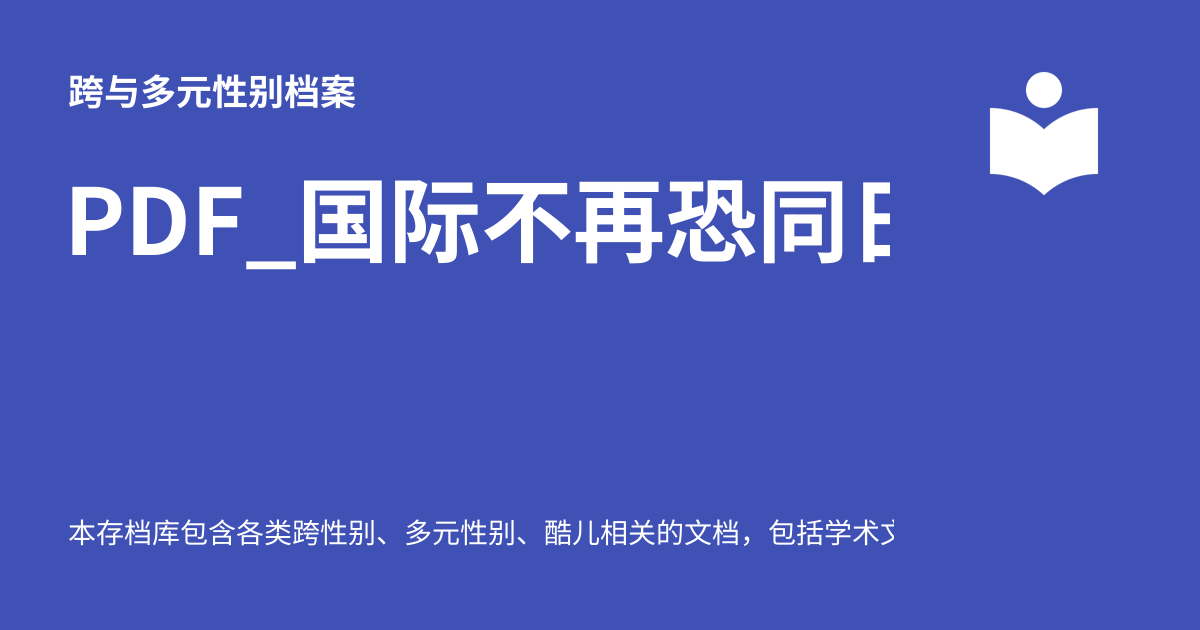 跨与多元性别档案
PDF_国际不再恐同
本存档库包含各类跨性别、多元性别、酷儿相关的文档，包括学术